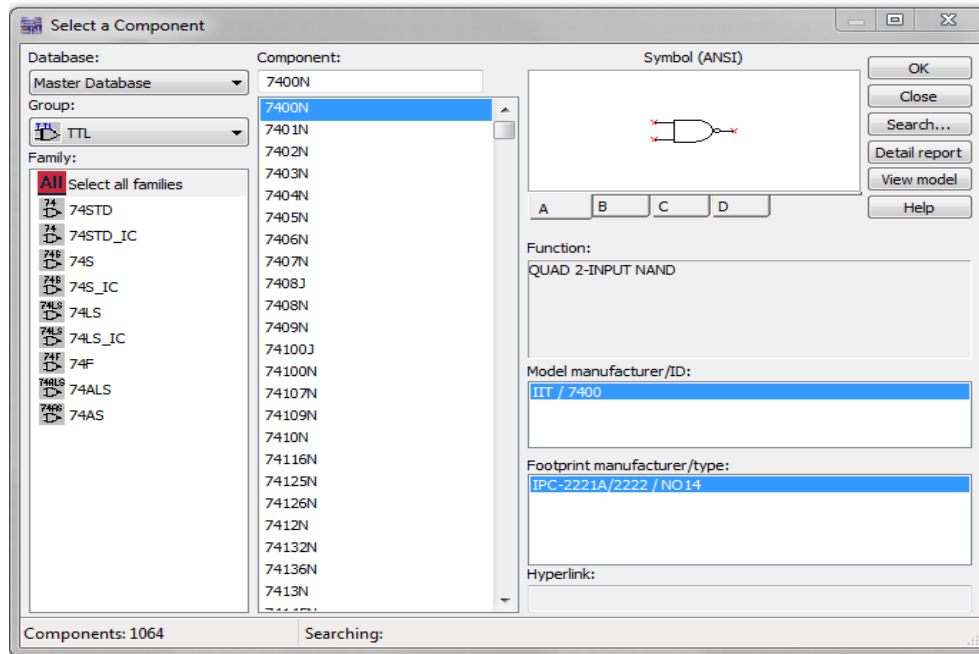 Select a Component
Database:
Master Database
Group:
TTL
Family:
All Select all families
74STD
74STD_IC
74S
74S_IC
74LS
74LS_IC
74F
74ALS
74AS
Component:
7400N
7400N
7401N
7402N
7403N
7404N
7405N
7406N
7407N
7408J
7408N
7409N
74100J
74100N
74107N
74109N
7410N
74116N
74125N
74126N
7412N
74132N
74136N
7413N
Symbol (ANSI)
A B C D
Function:
QUAD 2-INPUT NAND
Model manufacturer/ID:
IIT / 7400
Footprint manufacturer/type:
IPC-2221A/2222 / NO14
Hyperlink:
OK
Close
Search...
Detail report
View model
Help
Components: 1064
Searching: